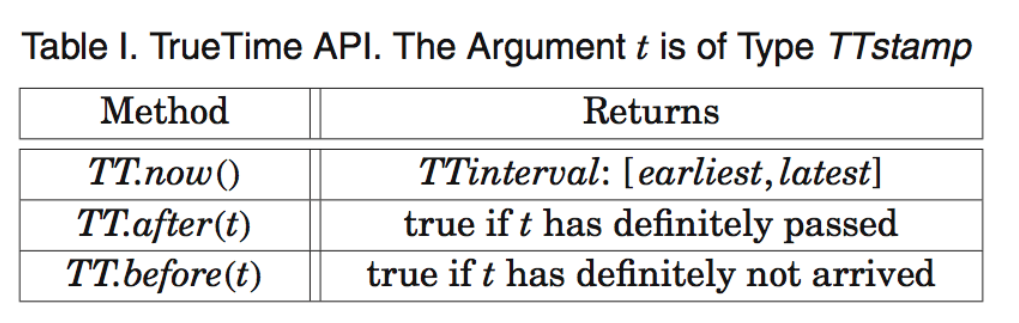 Table I. TrueTime API. The Argument t is of Type TTstamp
Method Returns
TT.now() TTinterval: [earliest, latest]
TT.after(t) true if t has definitely passed
TT.before(t) true if t has definitely not arrived